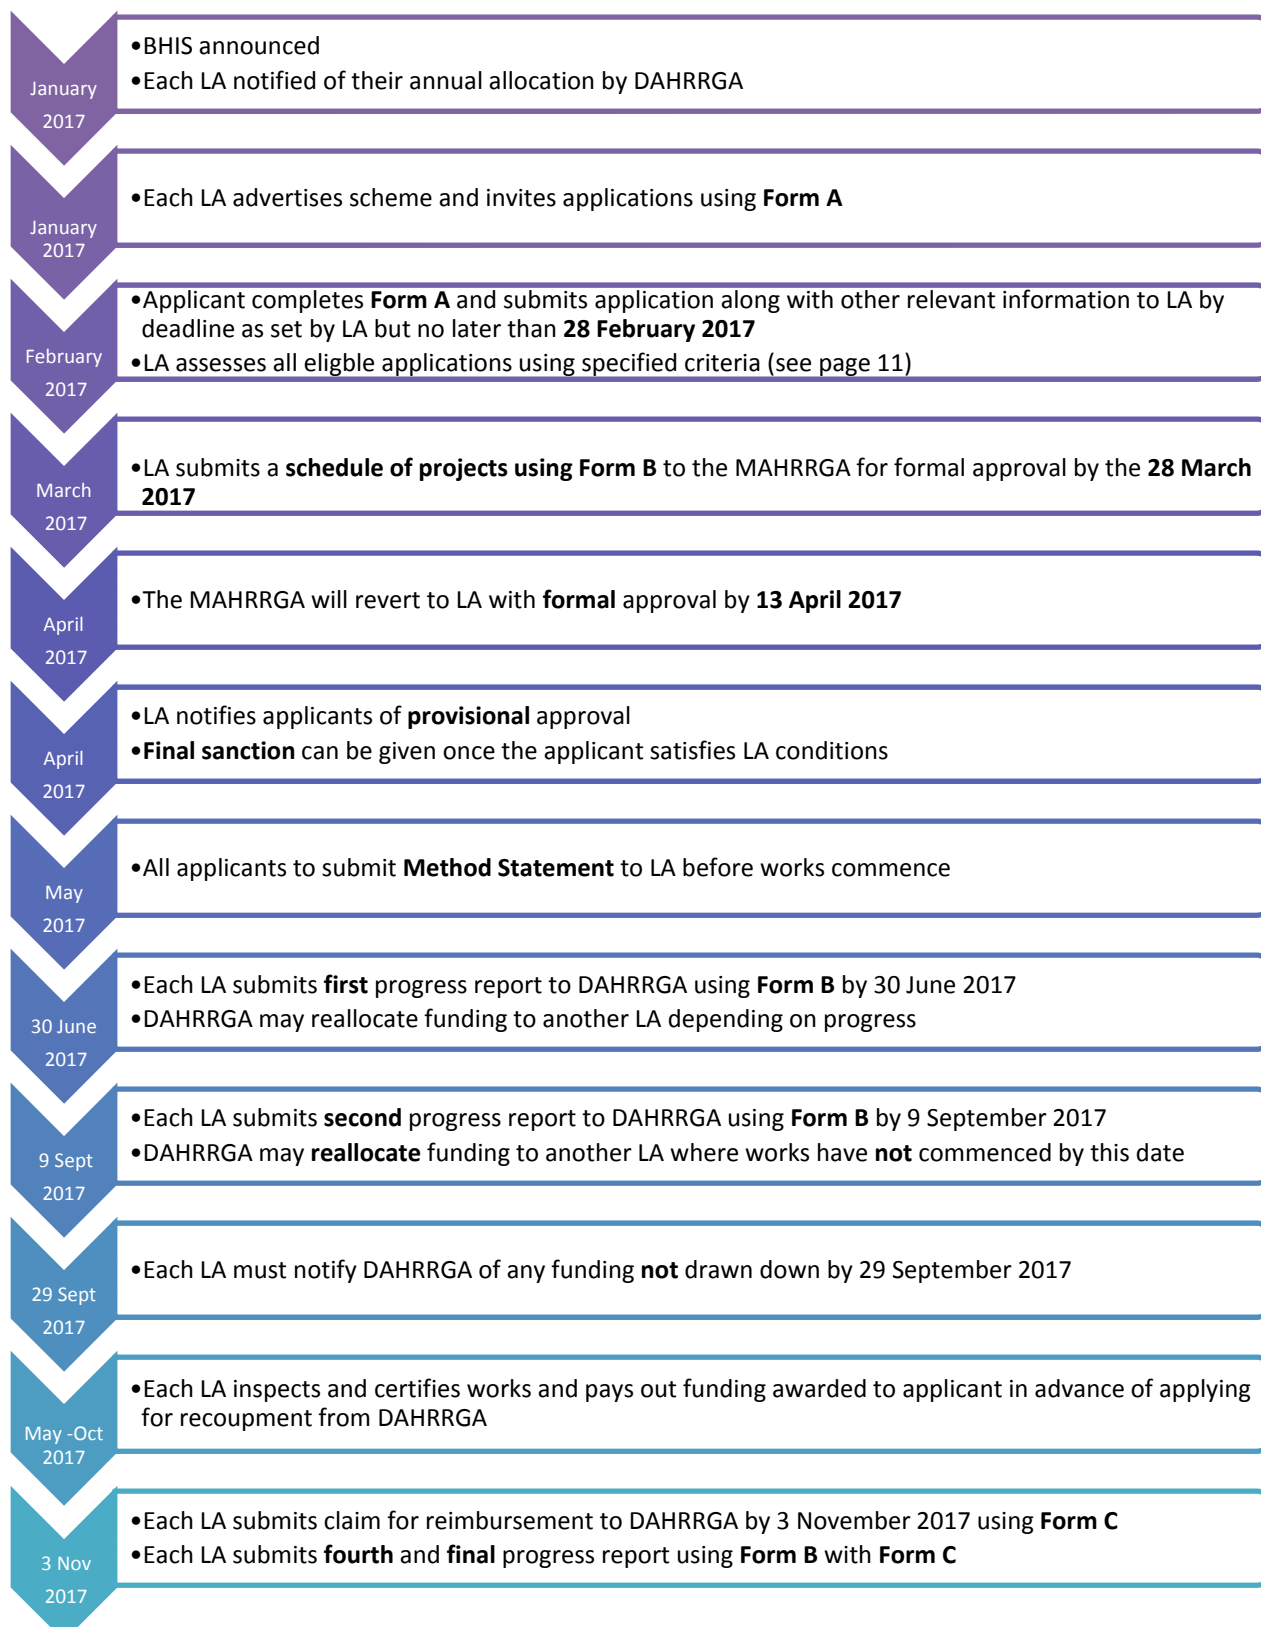 January
2017
•BHIS announced
•Each LA notified of their annual allocation by DAHRRGA
January
2017
•Each LA advertises scheme and invites applications using Form A
February
2017
•Applicant completes Form A and submits application along with other relevant information to LA by
deadline as set by LA but no later than 28 February 2017
•LA assesses all eligble applications using specified criteria (see page 11)
March
2017
•LA submits a schedule of projects using Form B to the MAHRRGA for formal approval by the 28 March
2017
April
2017
•The MAHRRGA will revert to LA with formal approval by 13 April 2017
April
2017
•LA notifies applicants of provisional approval
•Final sanction can be given once the applicant satisfies LA conditions
May
2017
•All applicants to submit Method Statement to LA before works commence
30 June
2017
•Each LA submits first progress report to DAHRRGA using Form B by 30 June 2017
•DAHRRGA may reallocate funding to another LA depending on progress
9 Sept
2017
•Each LA submits second progress report to DAHRRGA using Form B by 9 September 2017
•DAHRRGA may reallocate funding to another LA where works have not commenced by this date
29 Sept
2017
•Each LA must notify DAHRRGA of any funding not drawn down by 29 September 2017
May -Oct
2017
•Each LA inspects and certifies works and pays out funding awarded to applicant in advance of applying
for recoupment from DAHRRGA
3 Nov
2017
•Each LA submits claim for reimbursement to DAHRRGA by 3 November 2017 using Form C
•Each LA submits fourth and final progress report using Form B with Form C